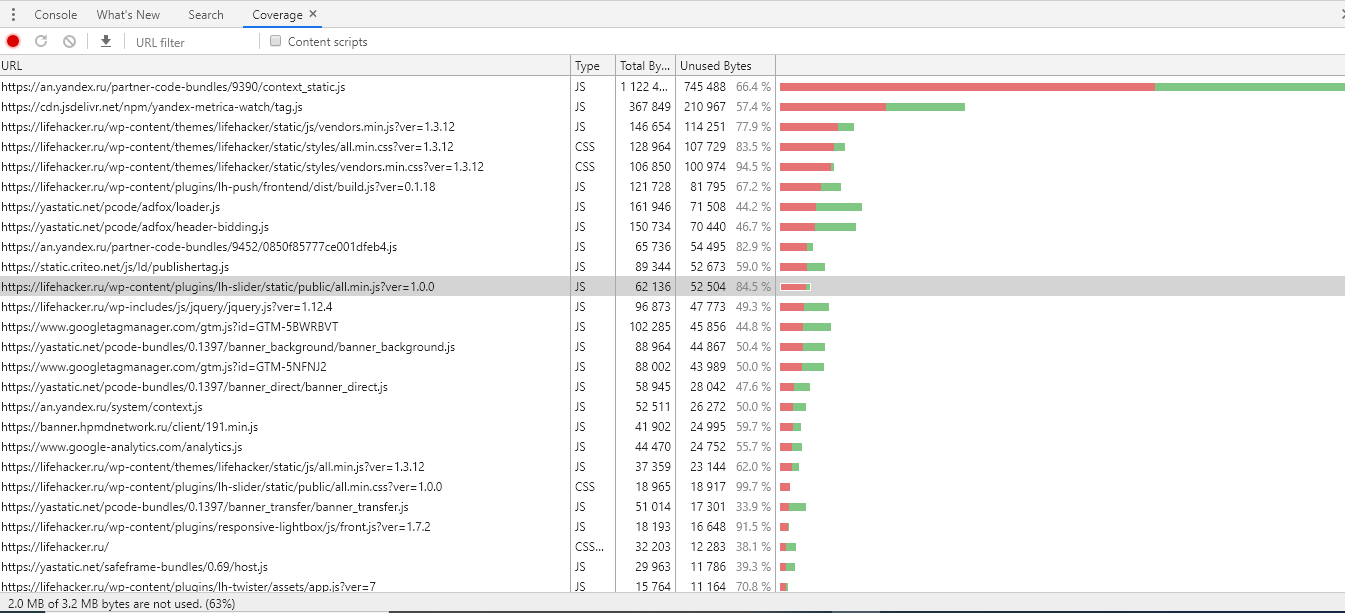 Console What's New Search Coverage ×
URL filter Content scripts
URL Type Total By... Unused Bytes
https://an.yandex.ru/partner-code-bundles/9390/context_static.js JS 1 122 4... 745 488 66.4 %
https://cdn.jsdelivr.net/npm/yandex-metrica-watch/tag.js JS 367 849 210 967 57.4 %
https://lifehacker.ru/wp-content/themes/lifehacker/static/js/vendors.min.js?ver=1.3.12 JS 146 654 114 251 77.9 %
https://lifehacker.ru/wp-content/themes/lifehacker/static/styles/all.min.css?ver=1.3.12 CSS 128 964 107 729 83.5 %
https://lifehacker.ru/wp-content/themes/lifehacker/static/styles/vendors.min.css?ver=1.3.12 CSS 106 850 100 974 94.5 %
https://lifehacker.ru/wp-content/plugins/lh-push/frontend/dist/build.js?ver=0.1.18 JS 121 728 81 795 67.2 %
https://yastatic.net/pcode/adfox/loader.js JS 161 946 71 508 44.2 %
https://yastatic.net/pcode/adfox/header-bidding.js JS 150 734 70 440 46.7 %
https://an.yandex.ru/partner-code-bundles/9452/0850f85777ce001dfeb4.js JS 65 736 54 495 82.9 %
https://static.criteo.net/js/ld/publishertag.js JS 89 344 52 673 59.0 %
https://lifehacker.ru/wp-content/plugins/lh-slider/static/public/all.min.js?ver=1.0.0 JS 62 136 52 504 84.5 %
https://lifehacker.ru/wp-includes/js/jquery/jquery.js?ver=1.12.4 JS 96 873 47 773 49.3 %
https://www.googletagmanager.com/gtm.js?id=GTM-5BWRBVT JS 102 285 45 856 44.8 %
https://yastatic.net/pcode-bundles/0.1397/banner_background/banner_background.js JS 88 964 44 867 50.4 %
https://www.googletagmanager.com/gtm.js?id=GTM-5NFNJ2 JS 88 002 43 989 50.0 %
https://yastatic.net/pcode-bundles/0.1397/banner_direct/banner_direct.js JS 58 945 28 042 47.6 %
https://an.yandex.ru/system/context.js JS 52 511 26 272 50.0 %
https://banner.hpmdnetwork.ru/client/191.min.js JS 41 902 24 995 59.7 %
https://www.google-analytics.com/analytics.js JS 44 470 24 752 55.7 %
https://lifehacker.ru/wp-content/themes/lifehacker/static/js/all.min.js?ver=1.3.12 JS 37 359 23 144 62.0 %
https://lifehacker.ru/wp-content/plugins/lh-slider/static/public/all.min.css?ver=1.0.0 CSS 18 965 18 917 99.7 %
https://yastatic.net/pcode-bundles/0.1397/banner_transfer/banner_transfer.js JS 51 014 17 301 33.9 %
https://lifehacker.ru/wp-content/plugins/responsive-lightbox/js/front.js?ver=1.7.2 JS 18 193 16 648 91.5 %
https://lifehacker.ru/ CSS... 32 203 12 283 38.1 %
https://yastatic.net/safeframe-bundles/0.69/host.js JS 29 963 11 786 39.3 %
https://lifehacker.ru/wp-content/plugins/lh-twister/assets/app.js?ver=7 JS 15 764 11 164 70.8 %
2.0 MB of 3.2 MB bytes are not used. (63%)